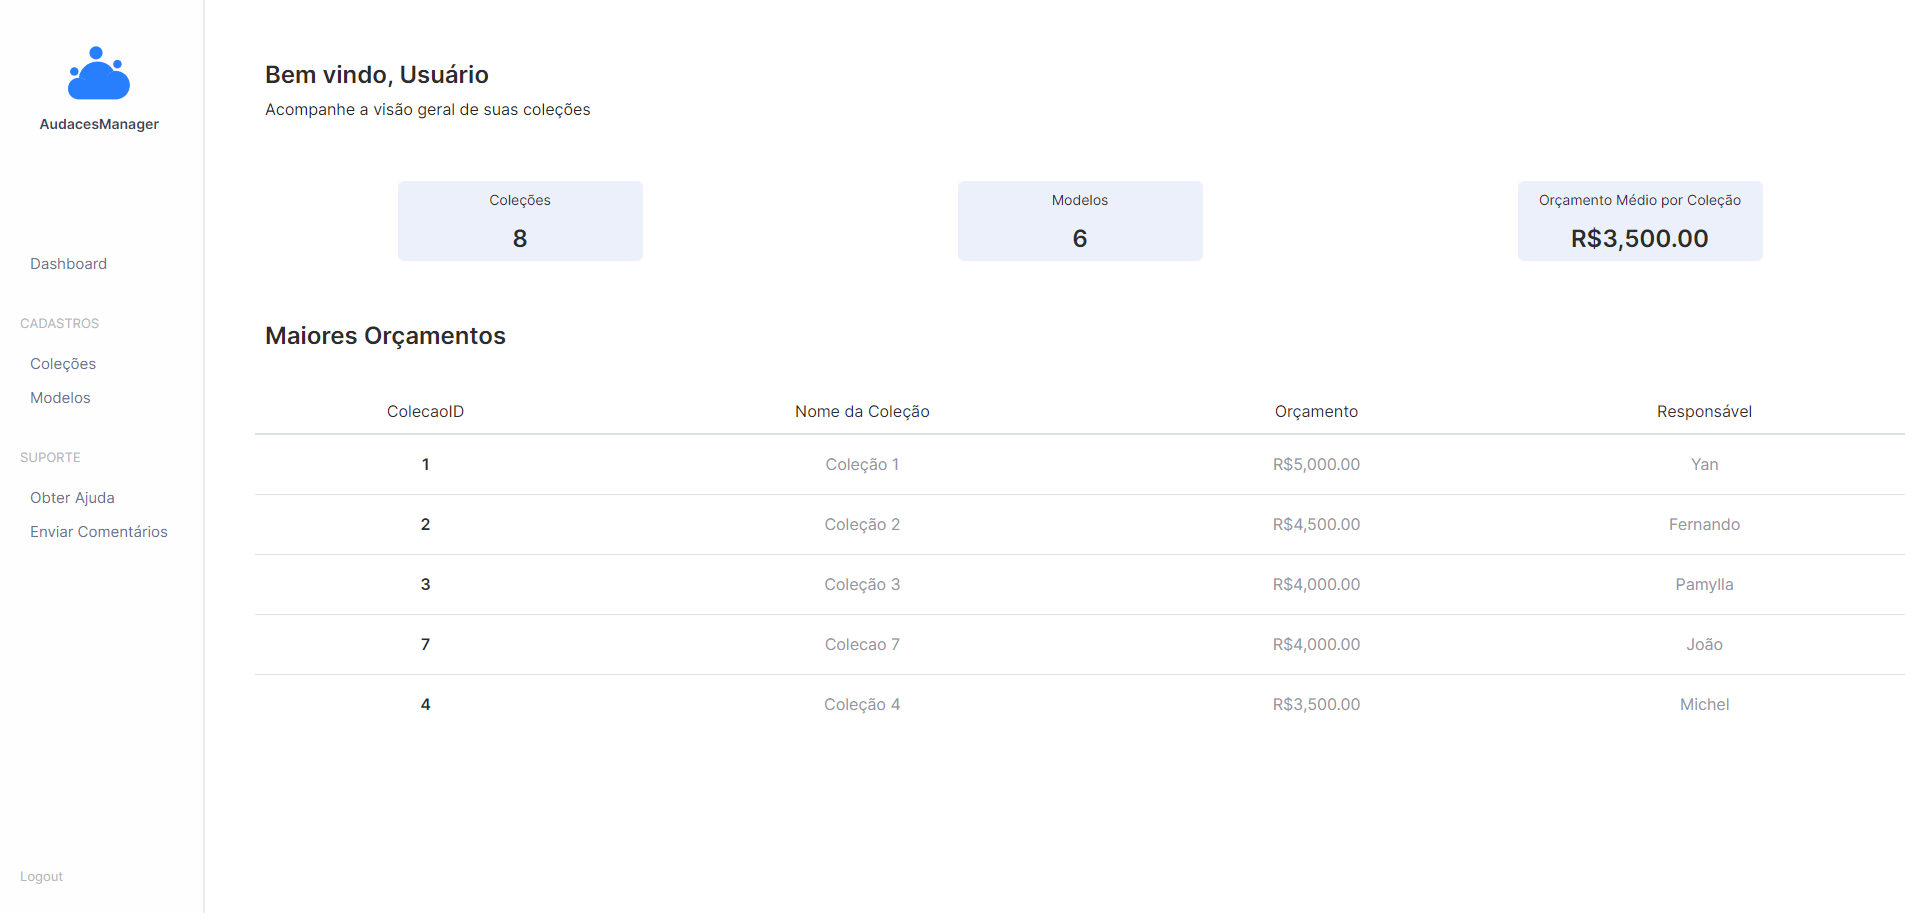 AudacesManager
Dashboard
CADASTROS
Coleções
Modelos
SUPORTE
Obter Ajuda
Enviar Comentários
Logout
Bem vindo, Usuário
Acompanhe a visão geral de suas coleções
Coleções
8
Modelos
6
Orçamento Médio por Coleção
R$3,500.00
Maiores Orçamentos
ColecaoID Nome da Coleção Orçamento Responsável
1 Coleção 1 R$5,000.00 Yan
2 Coleção 2 R$4,500.00 Fernando
3 Coleção 3 R$4,000.00 Pamylla
7 Colecao 7 R$4,000.00 João
4 Coleção 4 R$3,500.00 Michel